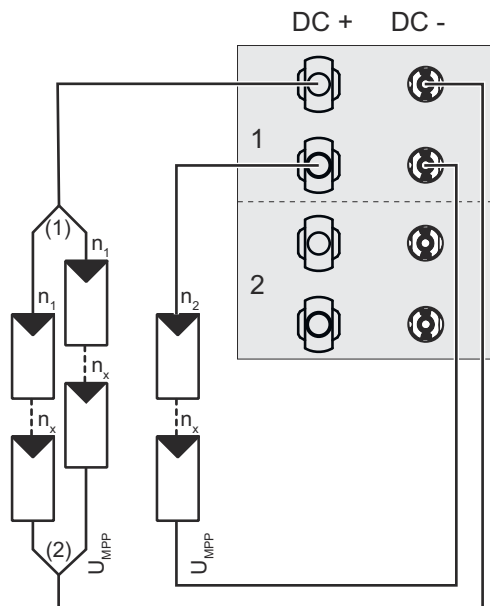 DC + DC -
1
2
(1)
n1
n1
n2
nx
nx
nx
(2)
UMPP
UMPP